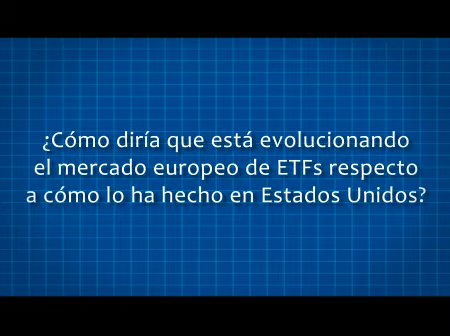 ¿Cómo diría que está evolucionando
el mercado europeo de ETFs respecto
a cómo lo ha hecho en Estados Unidos?